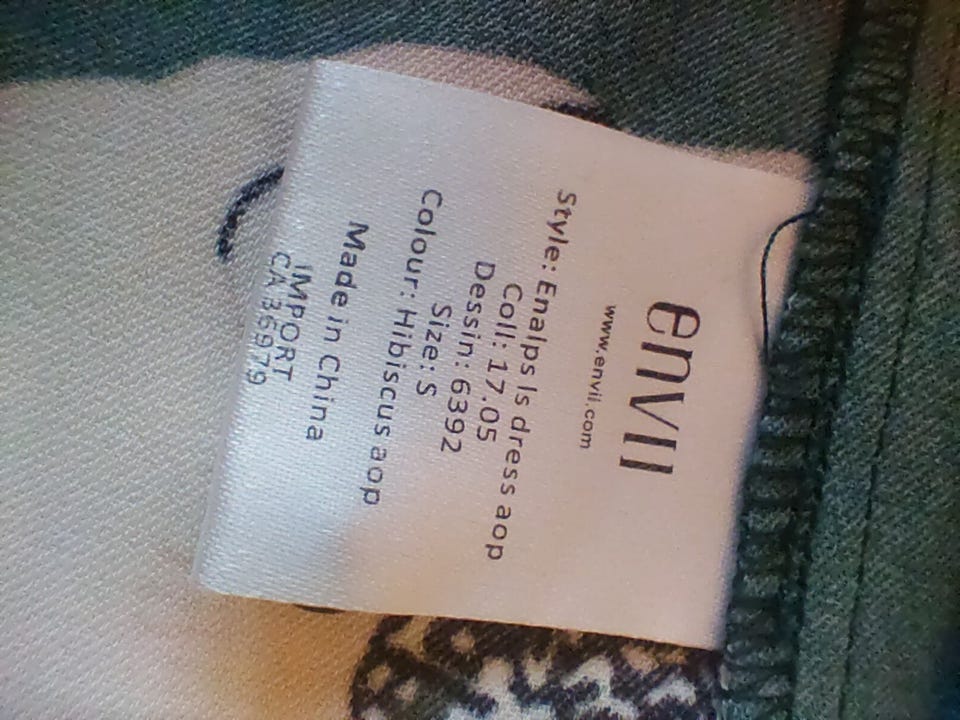 envii
www.envii.com
Style: Enalps ls dress aop
Coll: 17.05
Dessin: 6392
Size: S
Colour: Hibiscus aop
Made in China
IMPORT
CA 36979